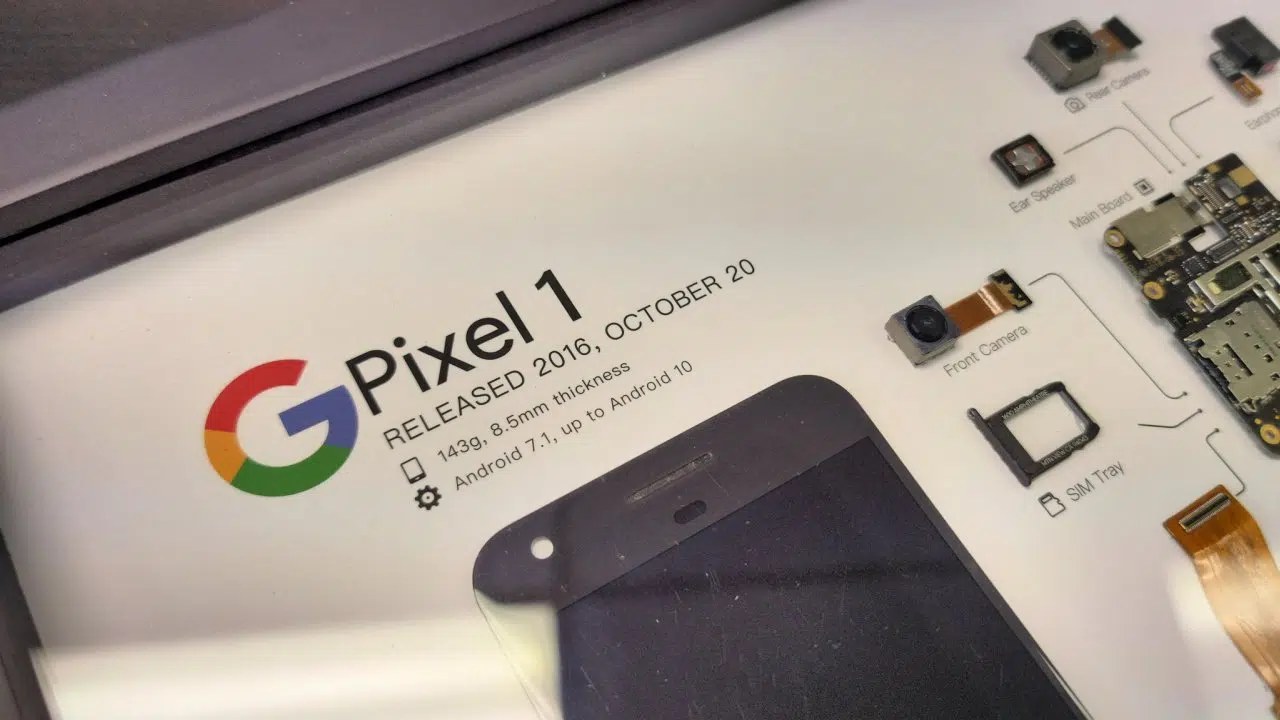 Pixel 1
RELEASED 2016, OCTOBER 20
143g, 8.5mm thickness
Android 7.1, up to Android 10
Rear Camera
Ear Speaker
Main Board
Front Camera
SIM Tray